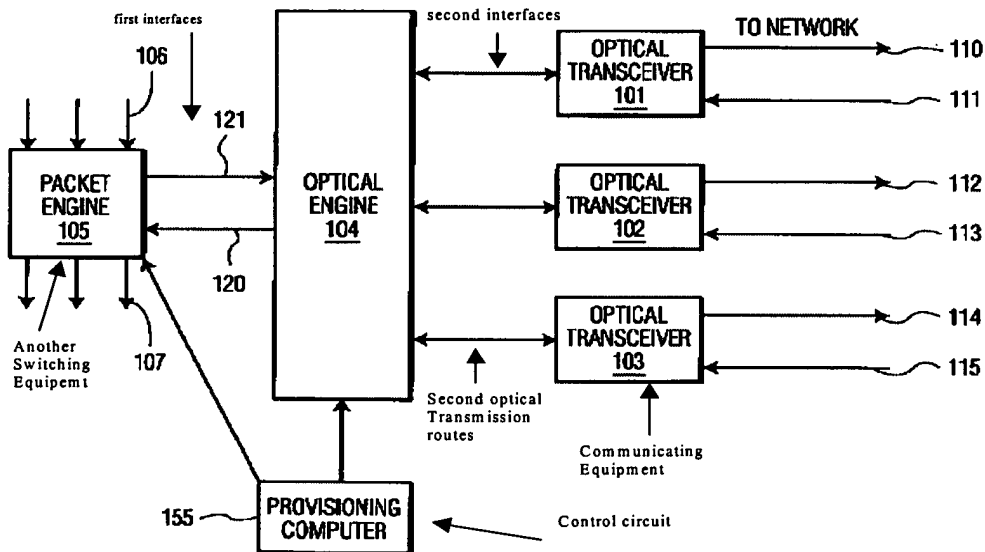 first interfaces
106
121
PACKET
ENGINE
105
120
107
Another
Switching
Equipemt
OPTICAL
ENGINE
104
second interfaces
Second optical
Transmission
routes
TO NETWORK
OPTICAL
TRANSCEIVER
101
110
111
OPTICAL
TRANSCEIVER
102
112
113
OPTICAL
TRANSCEIVER
103
114
115
Communicating
Equipment
155
PROVISIONING
COMPUTER
Control circuit